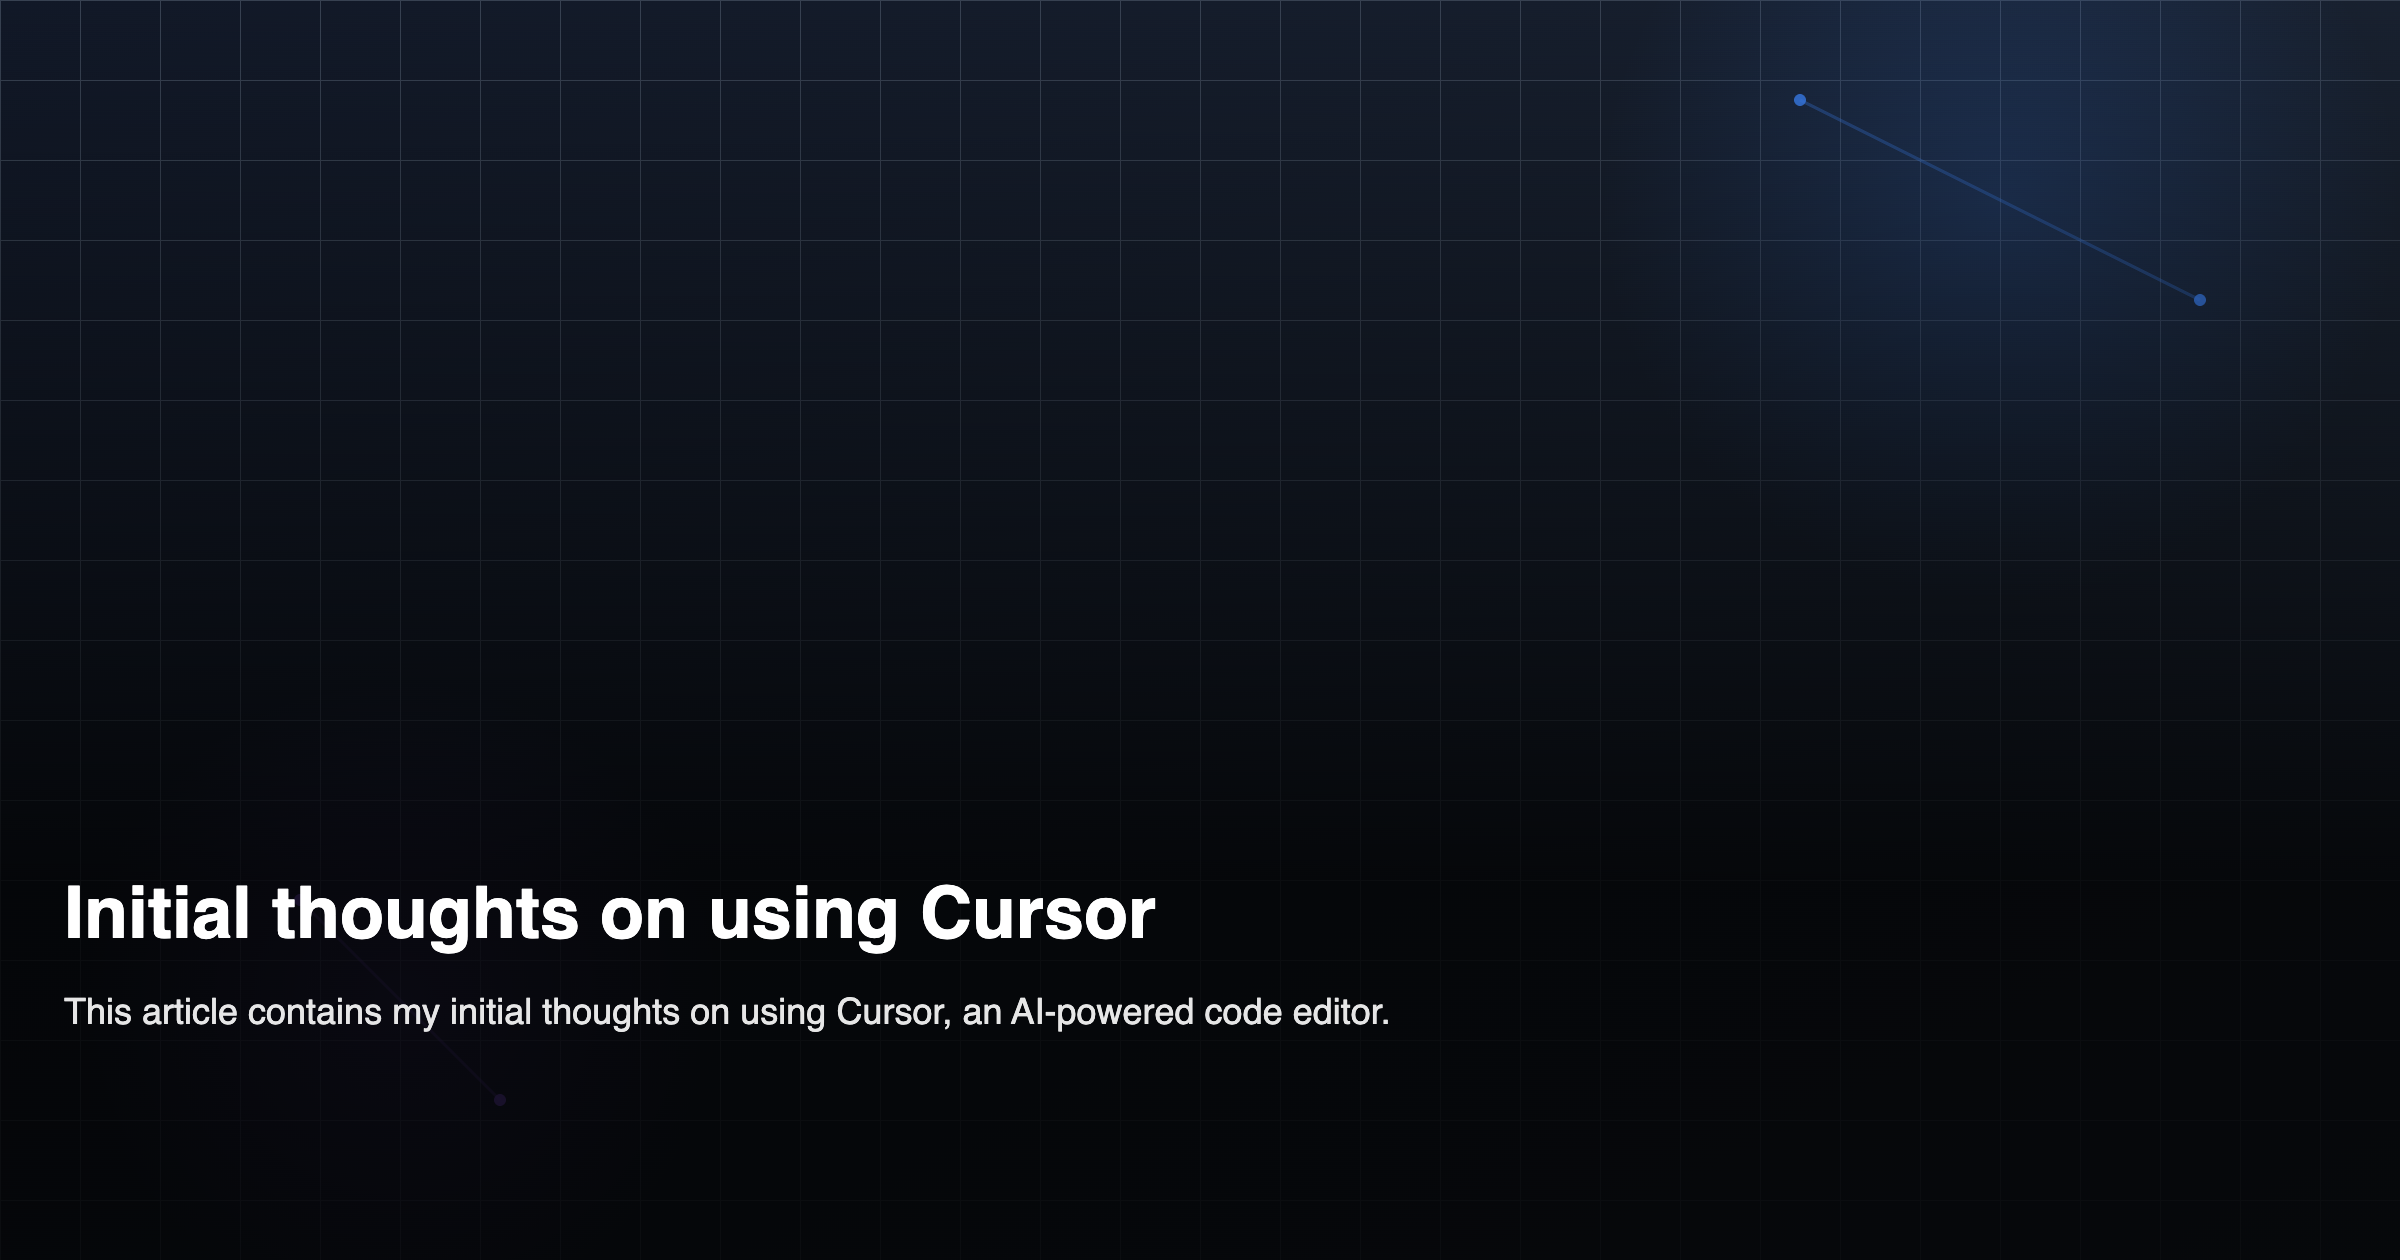 Initial thoughts on using Cursor
This article contains my initial thoughts on using Cursor, an AI-powered code editor.